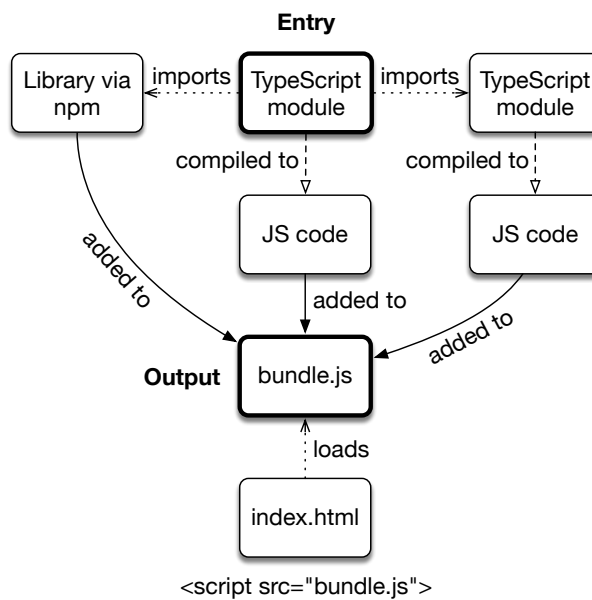 Entry
Library via
npm
imports
TypeScript
module
imports
TypeScript
module
compiled to
compiled to
JS code
JS code
added to
added to
added to
Output
bundle.js
loads
index.html
<script src="bundle.js">